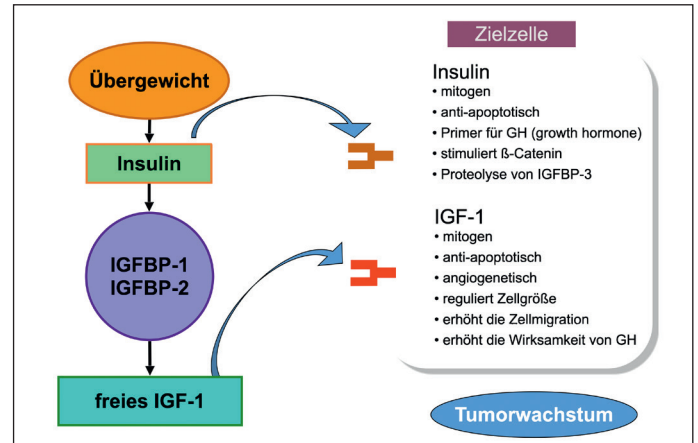 Übergewicht
Insulin
IGFBP-1
IGFBP-2
freies IGF-1
Zielzelle
Insulin
• mitogen
• anti-apoptotisch
• Primer für GH (growth hormone)
• stimuliert ß-Catenin
• Proteolyse von IGFBP-3
IGF-1
• mitogen
• anti-apoptotisch
• angiogenetisch
• reguliert Zellgröße
• erhöht die Zellmigration
• erhöht die Wirksamkeit von GH
Tumorwachstum